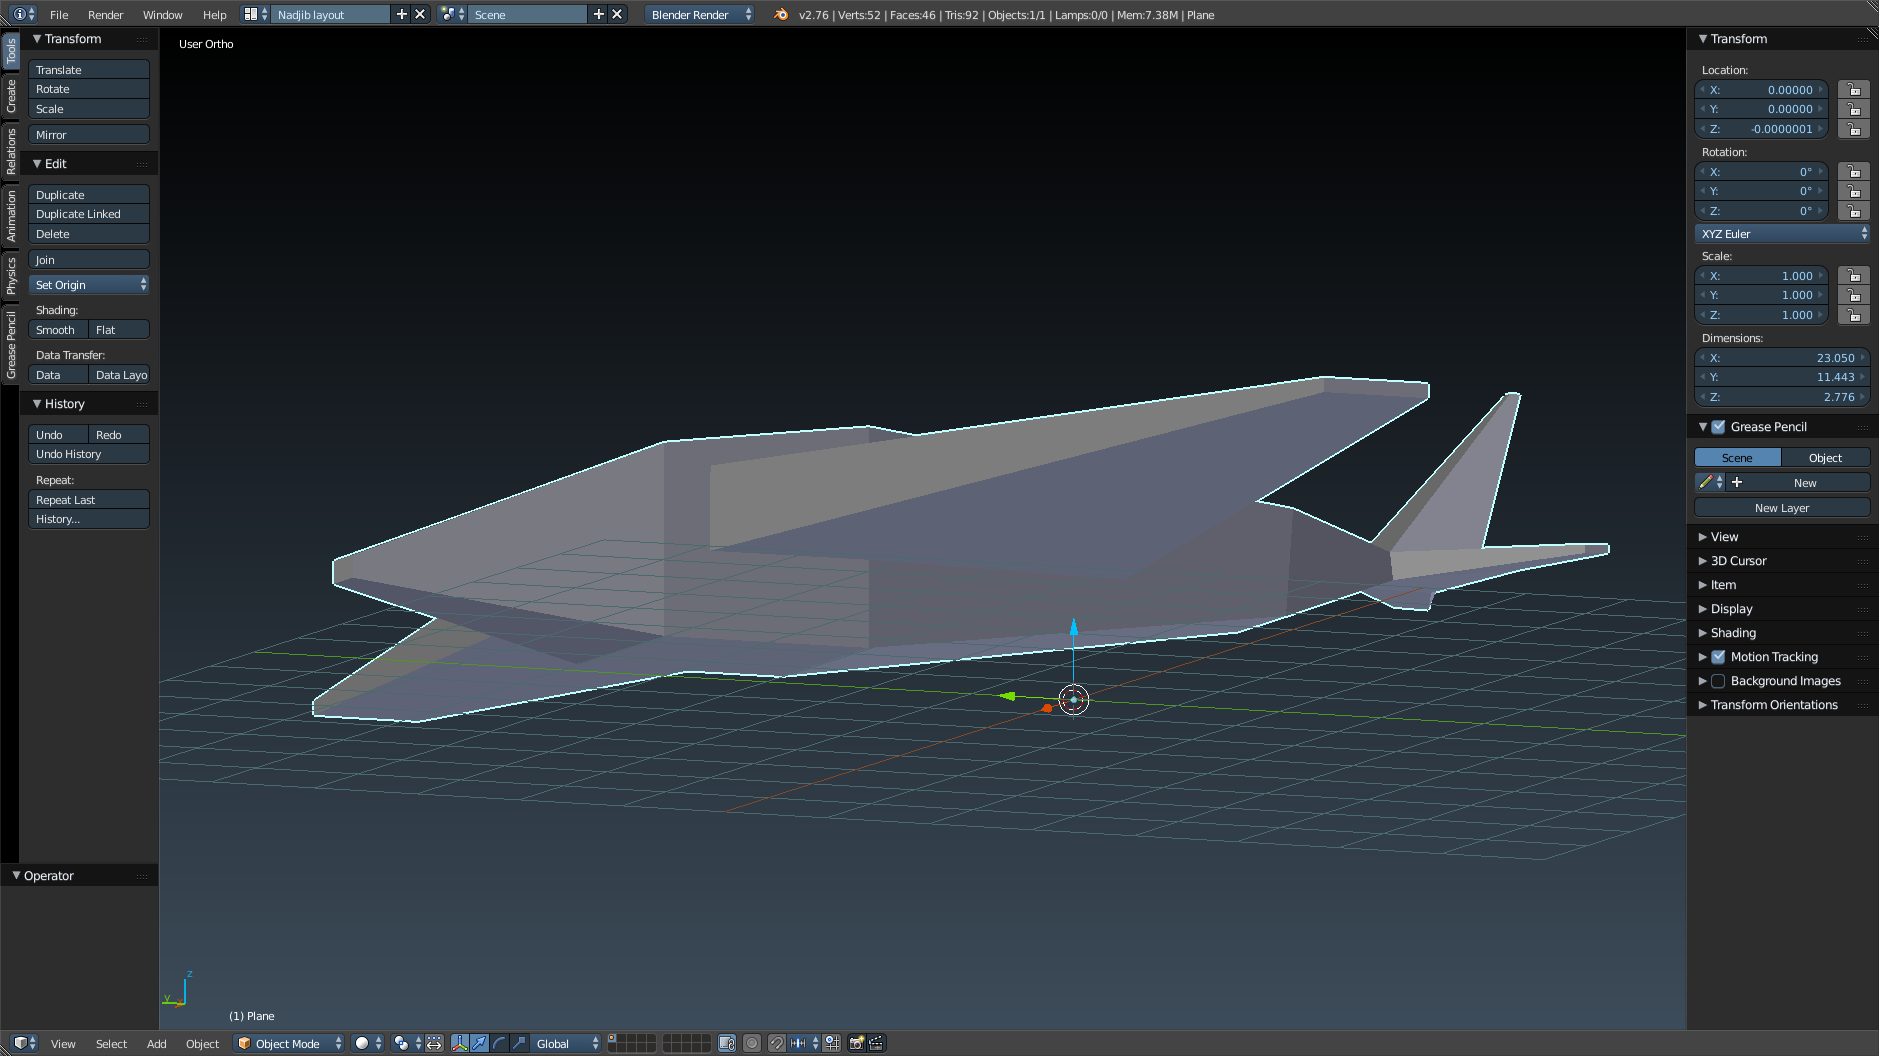 File Render Window Help Nadjib layout Scene Blender Render v2.76 | Verts:52 | Faces:46 | Tris:92 | Objects:1/1 | Lamps:0/0 | Mem:7.38M | Plane
Tools
Create
Relations
Animation
Physics
Grease Pencil
Transform
Translate
Rotate
Scale
Mirror
Edit
Duplicate
Duplicate Linked
Delete
Join
Set Origin
Shading:
Smooth Flat
Data Transfer:
Data Data Layo
History
Undo Redo
Undo History
Repeat:
Repeat Last
History...
Operator
User Ortho
z
y
(1) Plane
Transform
Location:
X: 0.00000
Y: 0.00000
Z: -0.0000001
Rotation:
X: 0°
Y: 0°
Z: 0°
XYZ Euler
Scale:
X: 1.000
Y: 1.000
Z: 1.000
Dimensions:
X: 23.050
Y: 11.443
Z: 2.776
Grease Pencil
Scene Object
New
New Layer
View
3D Cursor
Item
Display
Shading
Motion Tracking
Background Images
Transform Orientations
View Select Add Object Object Mode Global